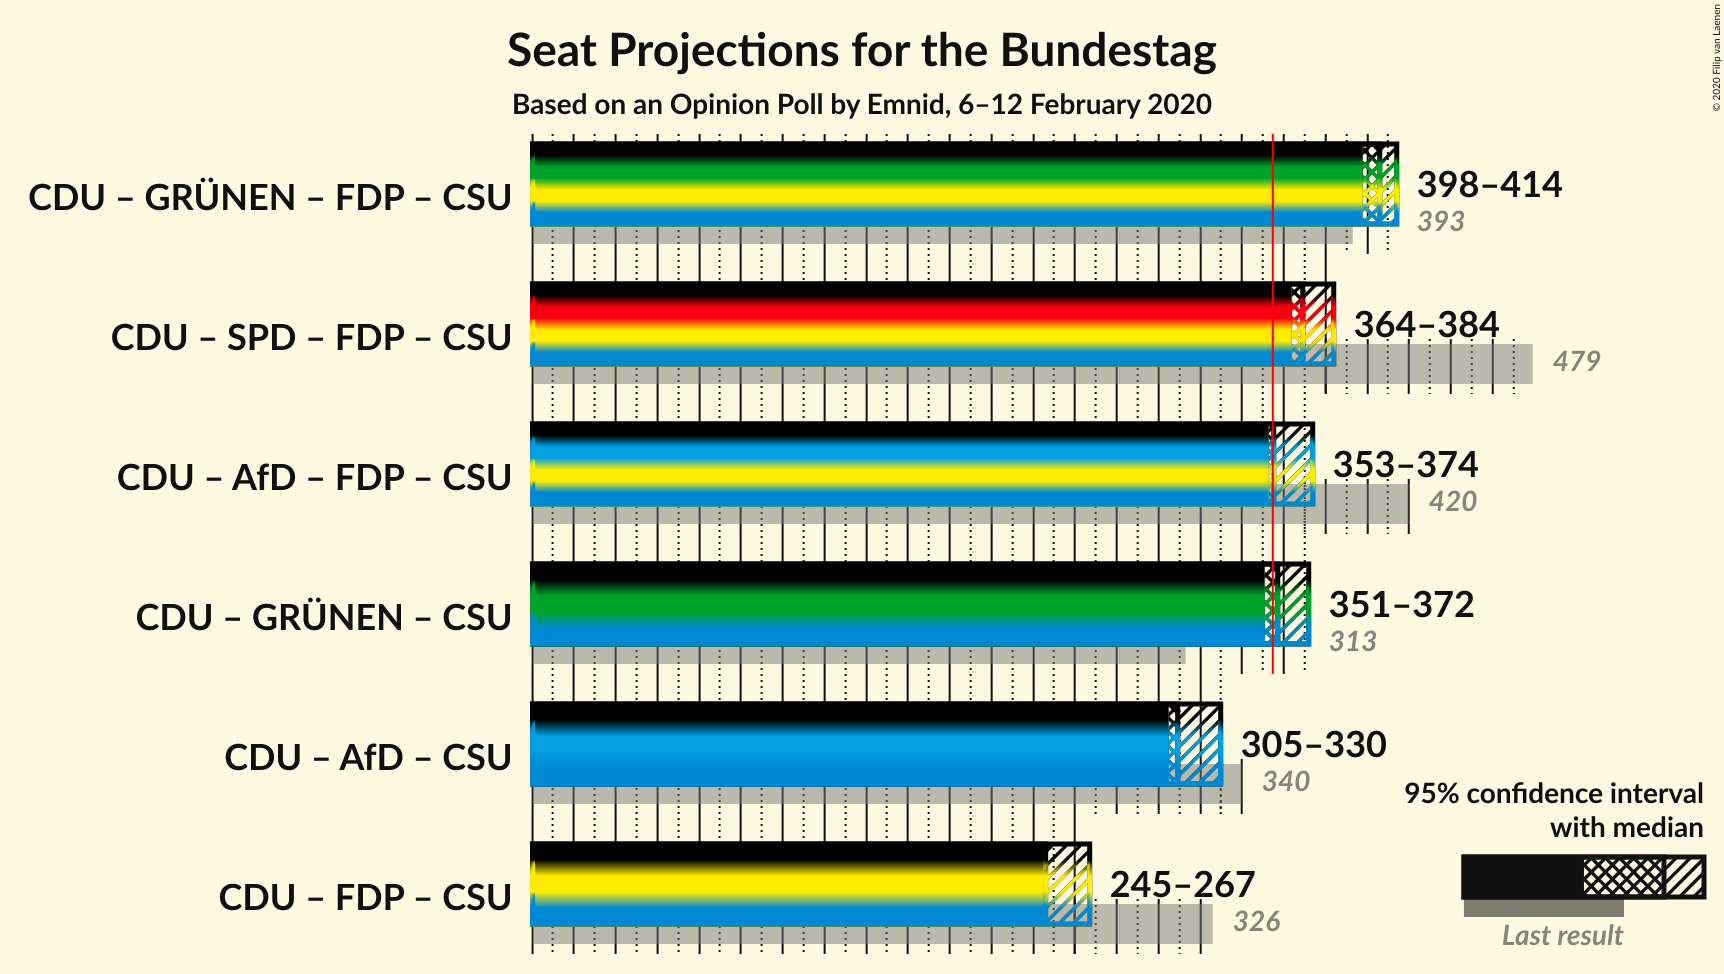 Seat Projections for the Bundestag
Based on an Opinion Poll by Emnid, 6–12 February 2020
© 2020 Filip van Laenen
CDU – GRÜNEN – FDP – CSU
398–414
393
CDU – SPD – FDP – CSU
364–384
479
CDU – AfD – FDP – CSU
353–374
420
CDU – GRÜNEN – CSU
351–372
313
CDU – AfD – CSU
305–330
340
CDU – FDP – CSU
245–267
326
95% confidence interval
with median
Last result